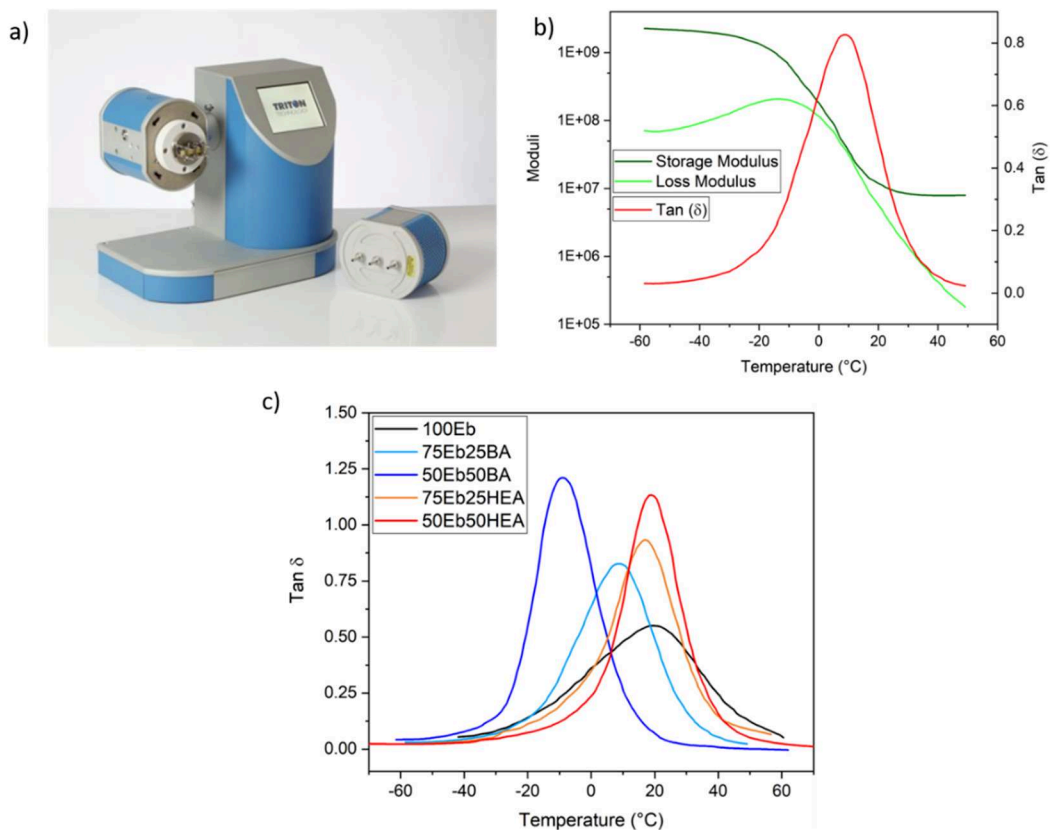 a)
TRITON
TECHNOLOGY
b)
1E+09
1E+08
1E+07
1E+06
1E+05
Moduli
Storage Modulus
Loss Modulus
Tan (δ)
0.8
0.6
0.4
0.2
0.0
Tan (δ)
-60 -40 -20 0 20 40 60
Temperature (°C)
c)
1.50
1.25
1.00
0.75
0.50
0.25
0.00
Tan δ
100Eb
75Eb25BA
50Eb50BA
75Eb25HEA
50Eb50HEA
-60 -40 -20 0 20 40 60
Temperature (°C)